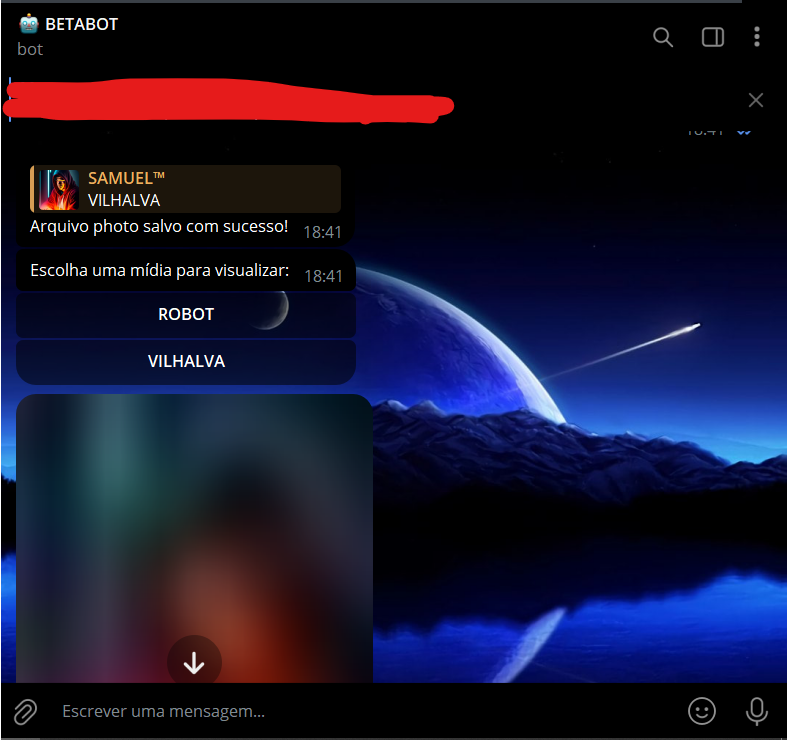 BETABOT
bot
SAMUEL™
VILHALVA
Arquivo photo salvo com sucesso! 18:41
Escolha uma mídia para visualizar: 18:41
ROBOT
VILHALVA
Escrever uma mensagem...